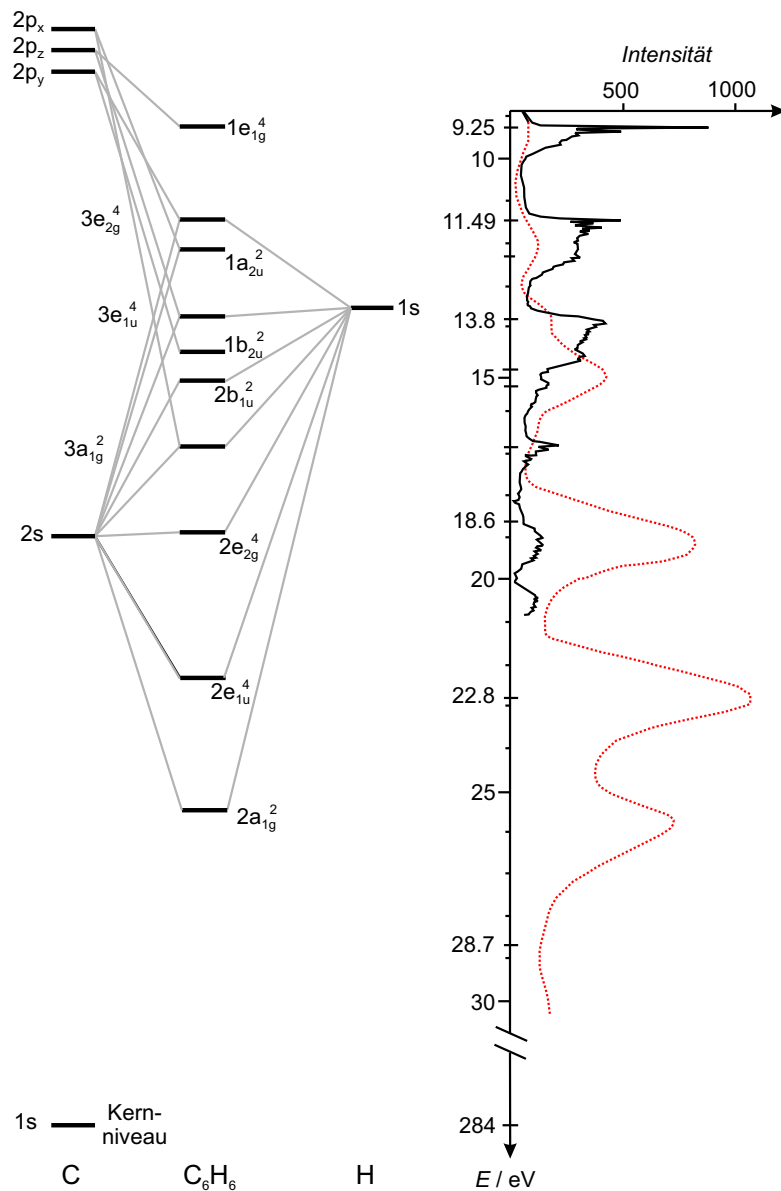 2pₓ
2p_z
2p_y
1e₁g⁴
3e₂g⁴
1a₂u²
3e₁u⁴
1s
1b₂u²
2b₁u²
3a₁g²
2s
2e₂g⁴
2e₁u⁴
2a₁g²
1s
Kern-
niveau
C
C₆H₆
H
Intensität
500
1000
9.25
10
11.49
13.8
15
18.6
20
22.8
25
28.7
30
284
E / eV